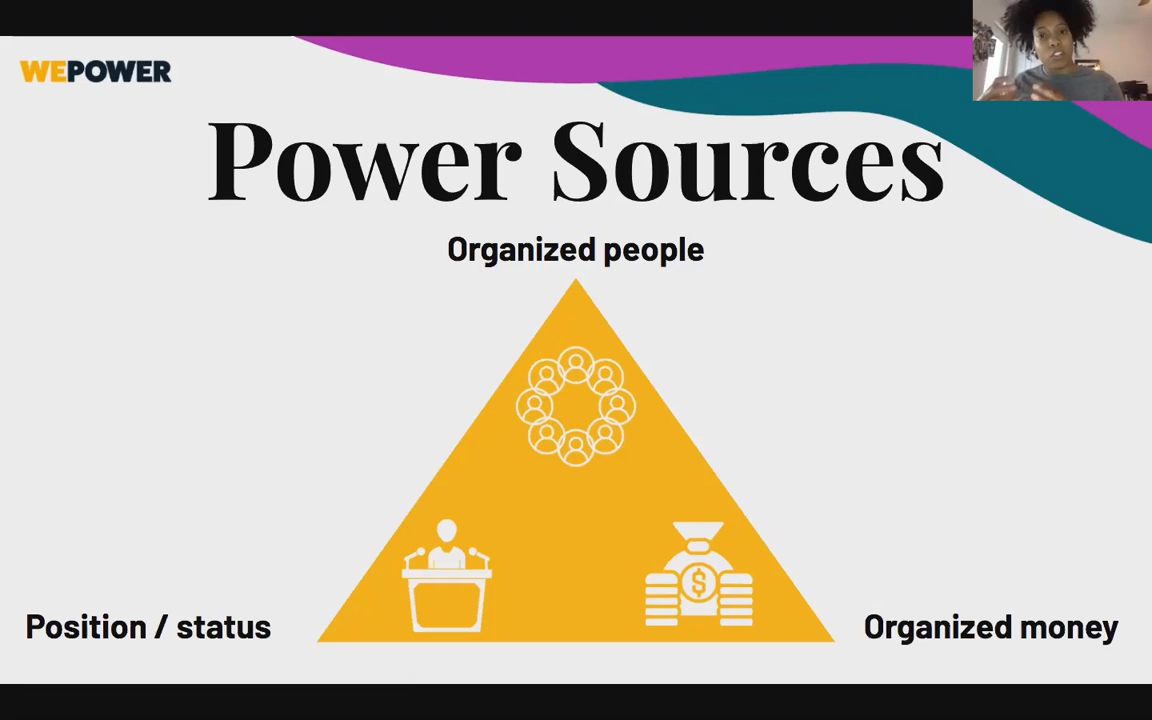 WEPOWER
Power Sources
Organized people
$
Position / status
Organized money